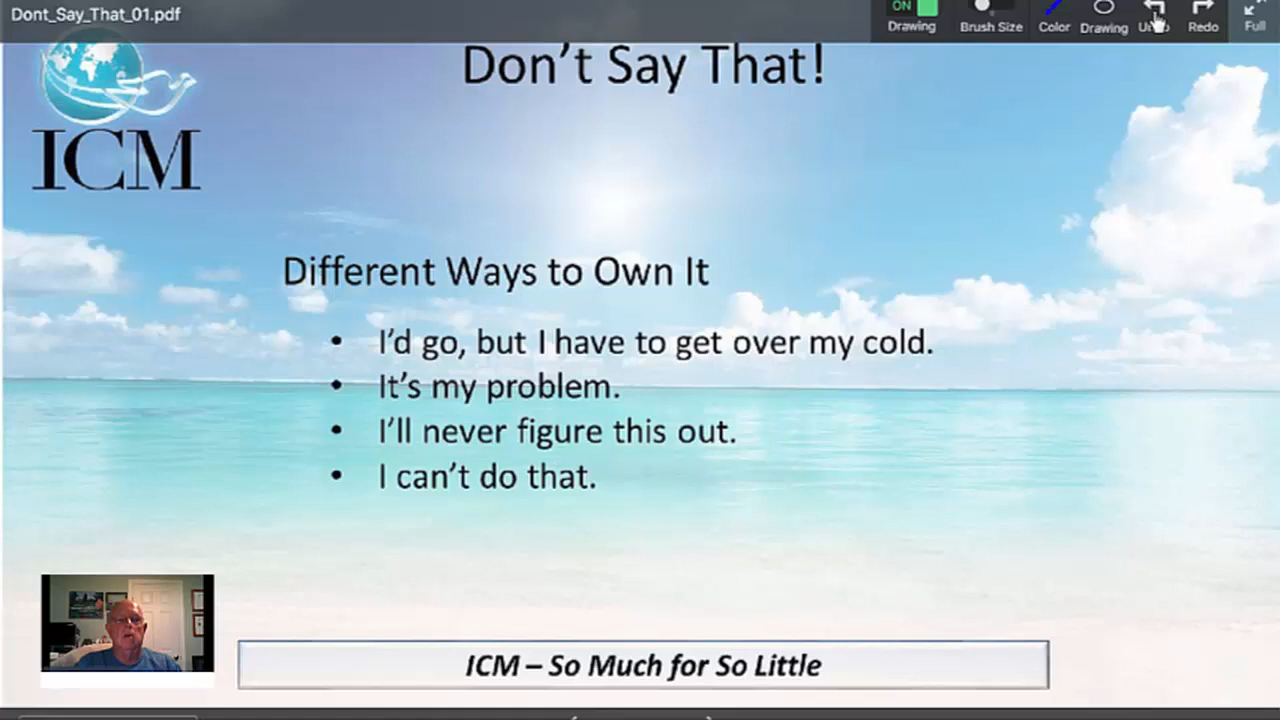 Dont_Say_That_01.pdf
ON
Drawing
Brush Size
Color
Drawing
Redo
Full
Don't Say That!
ICM
Different Ways to Own It
• I'd go, but I have to get over my cold.
• It's my problem.
• I'll never figure this out.
• I can't do that.
ICM – So Much for So Little